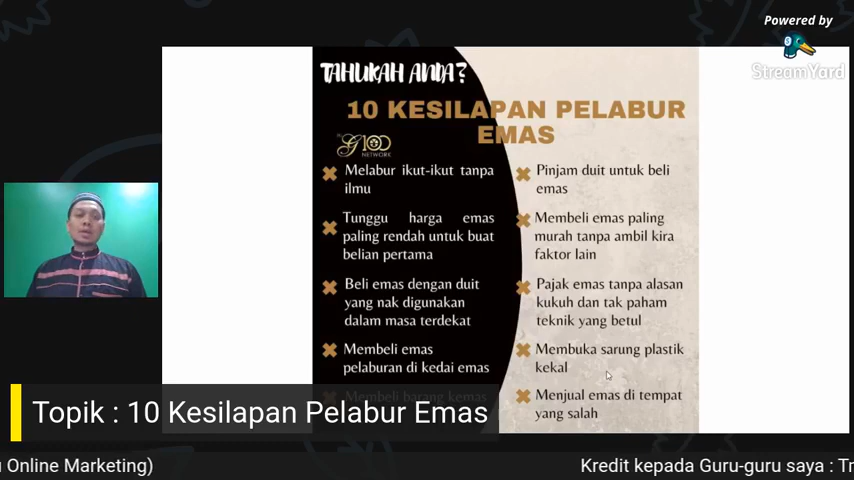 Powered by
StreamYard
TAHUKAH ANDA?
10 KESILAPAN PELABUR
EMAS
G100
NETWORK
Melabur ikut-ikut tanpa
ilmu
Tunggu harga emas
paling rendah untuk buat
belian pertama
Beli emas dengan duit
yang nak digunakan
dalam masa terdekat
Membeli emas
pelaburan di kedai emas
Membeli barang kemas
Pinjam duit untuk beli
emas
Membeli emas paling
murah tanpa ambil kira
faktor lain
Pajak emas tanpa alasan
kukuh dan tak paham
teknik yang betul
Membuka sarung plastik
kekal
Menjual emas di tempat
yang salah
Topik : 10 Kesilapan Pelabur Emas
Online Marketing)
Kredit kepada Guru-guru saya :